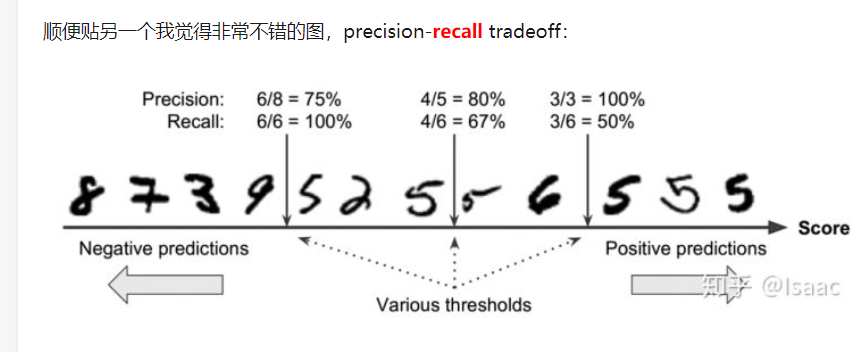 顺便贴另一个我觉得非常不错的图，precision-recall tradeoff：
Precision: 6/8 = 75% 4/5 = 80% 3/3 = 100%
Recall: 6/6 = 100% 4/6 = 67% 3/6 = 50%
8 7 3 9 5 2 5 5 6 5 5 5
Score
Negative predictions Positive predictions
Various thresholds
知乎 @Isaac